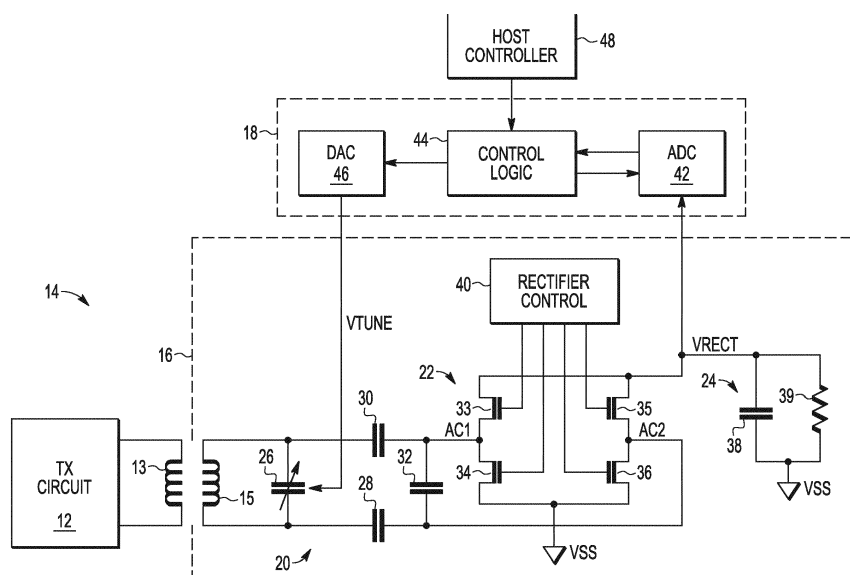 HOST
CONTROLLER
48
18
DAC
46
44
CONTROL
LOGIC
ADC
42
14
VTUNE
40
RECTIFIER
CONTROL
16
VRECT
22
24
30
33
35
39
AC1
AC2
38
TX
CIRCUIT
12
13
15
26
32
34
36
28
VSS
20
VSS